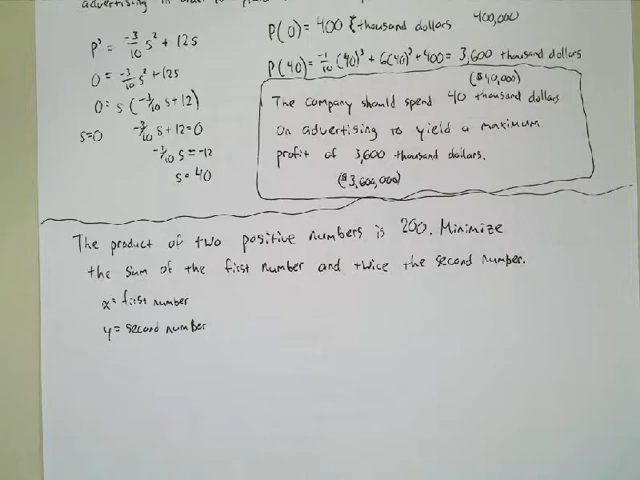 advertising in order to yield
P' = -3/10 s² + 12s
0 = -3/10 s² + 12s
0 = s (-3/10 s + 12)
s=0 -3/10 s + 12 = 0
-3/10 s = -12
s = 40
P(0) = 400 thousand dollars 400,000
P(40) = -1/10 (40)³ + 6(40)² + 400 = 3,600 thousand dollars
($40,000)
The company should spend 40 thousand dollars
on advertising to yield a maximum
profit of 3,600 thousand dollars.
($3,600,000)
The product of two positive numbers is 200. Minimize
the sum of the first number and twice the second number.
x = first number
y = second number